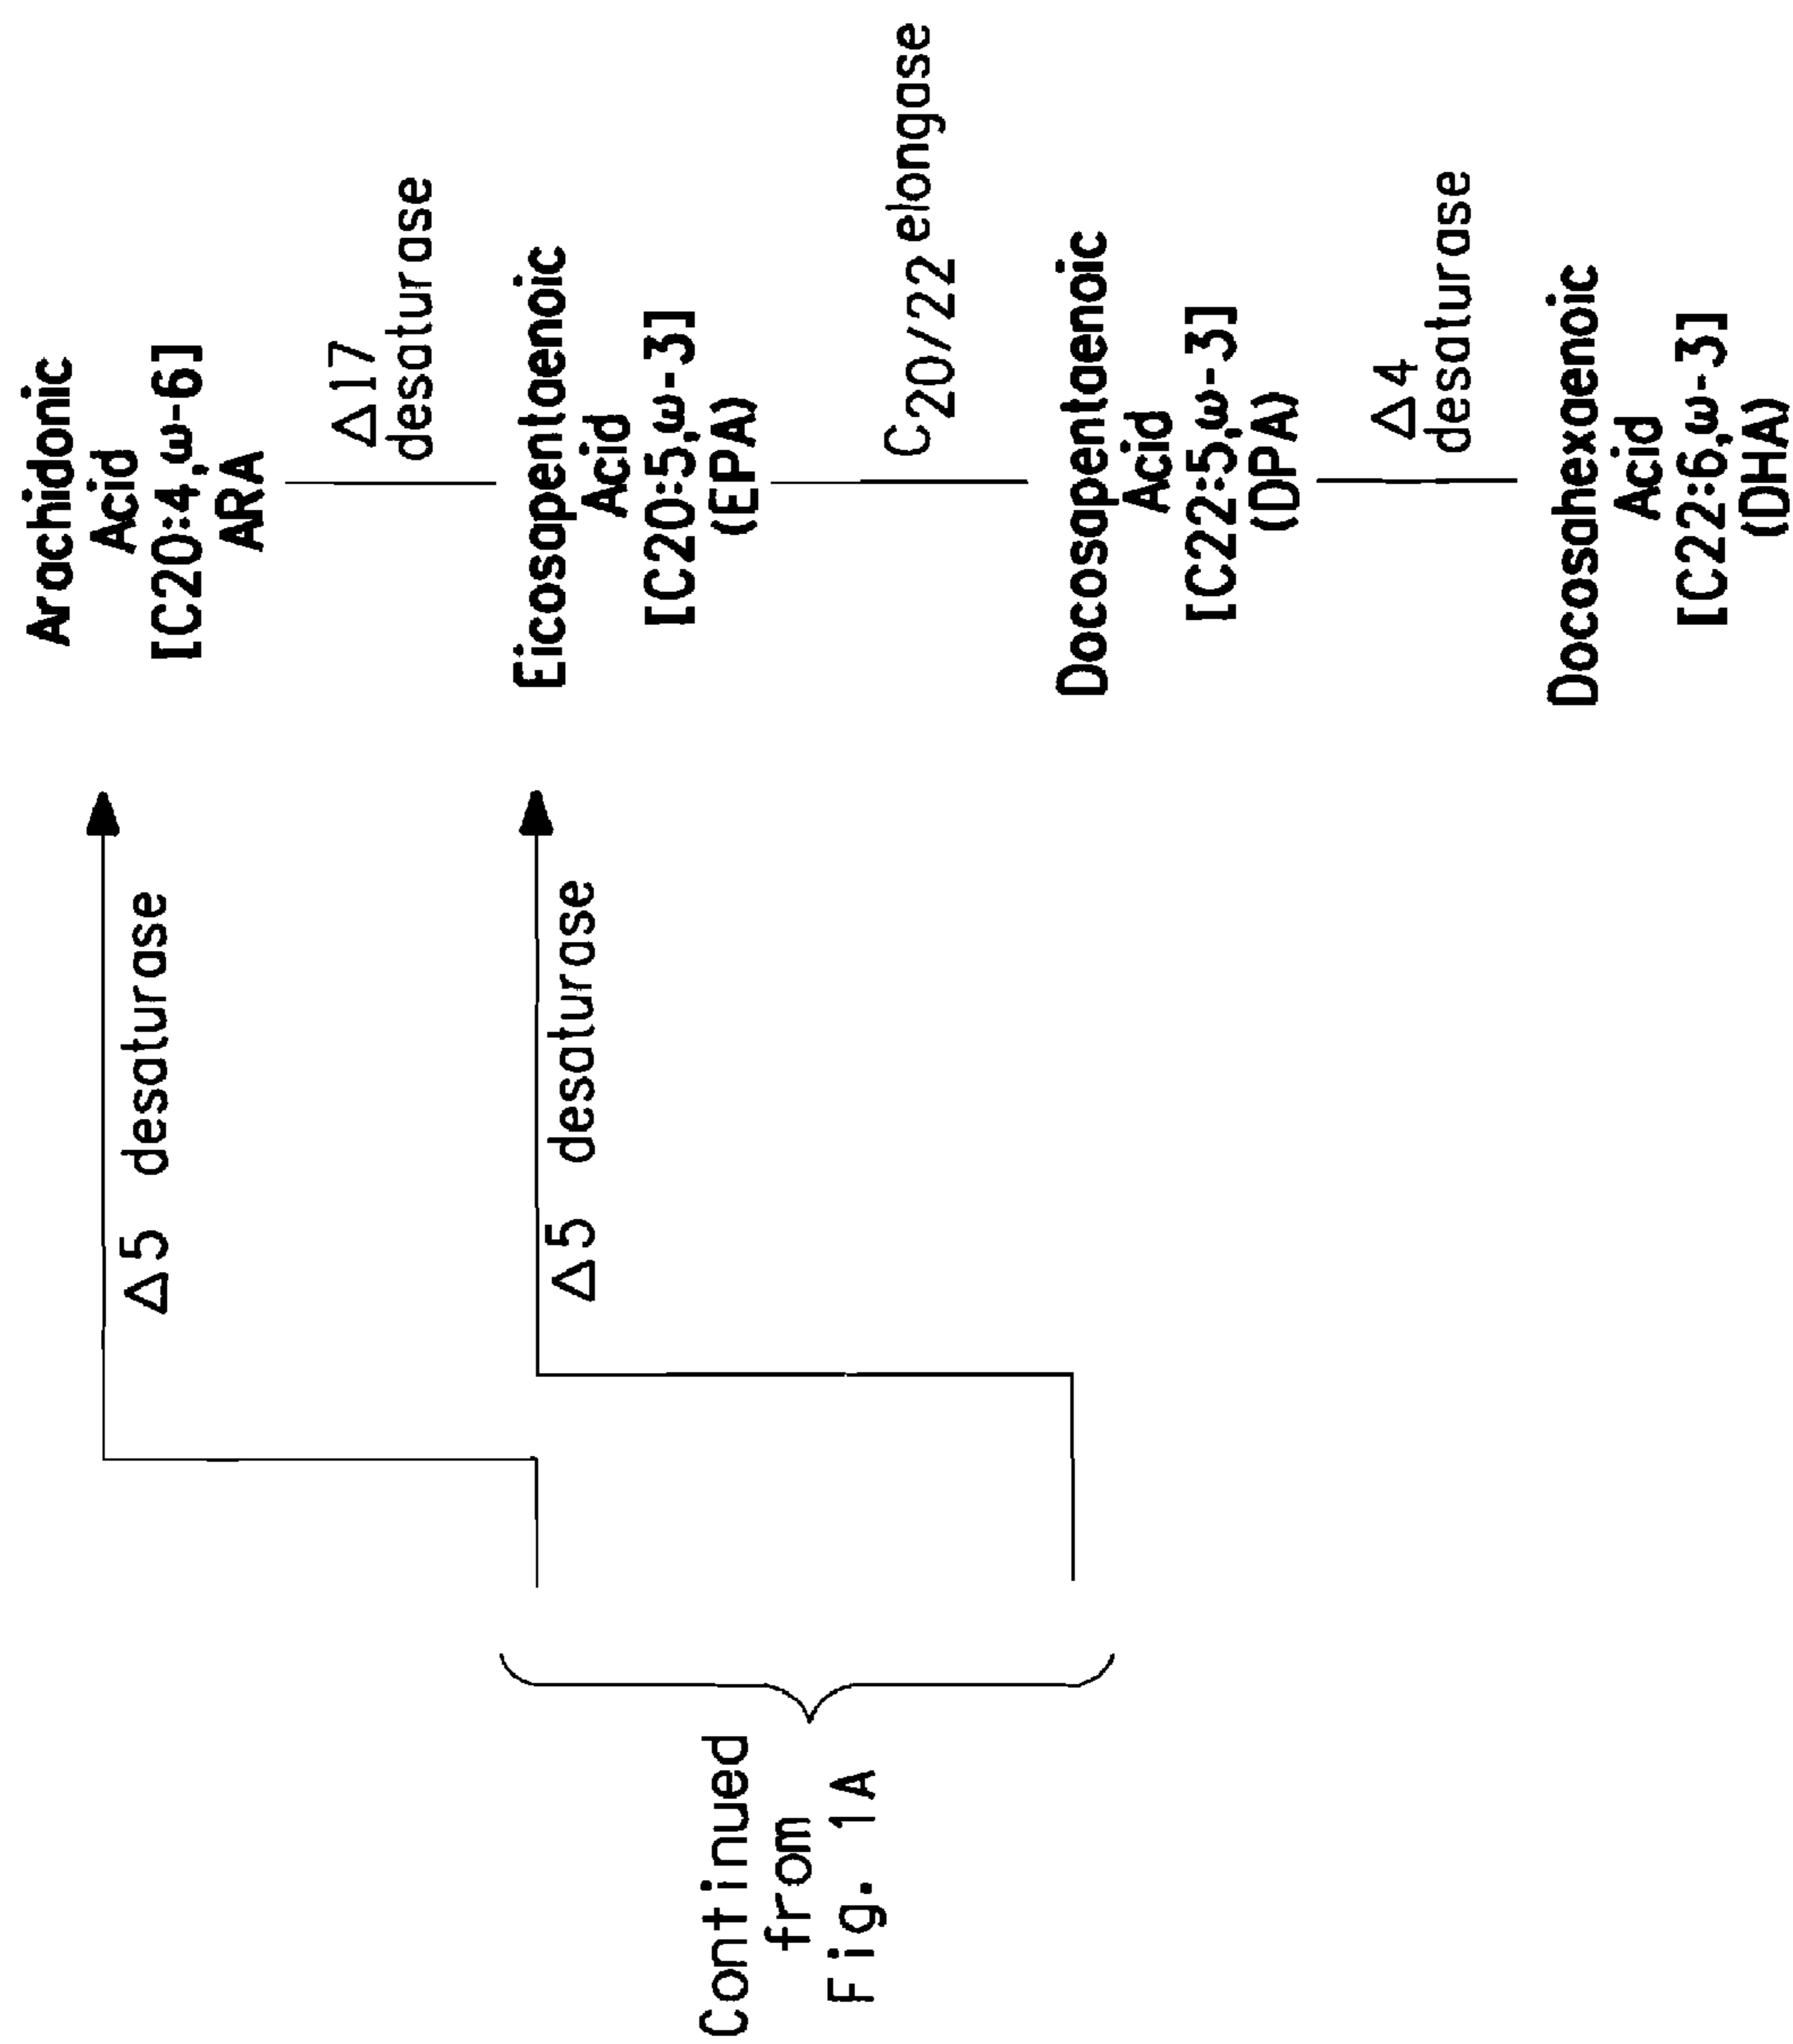 Continued
from
Fig. 1A
Δ5 desaturase
Δ5 desaturase
Arachidonic
Acid
[C20:4,ω-6]
ARA
Δ17
desaturase
Eicosapentaenoic
Acid
[C20:5,ω-3]
(EPA)
C20/22 elongase
Docosapentaenoic
Acid
[C22:5,ω-3]
(DPA)
Δ4
desaturase
Docosahexaenoic
Acid
[C22:6,ω-3]
(DHA)